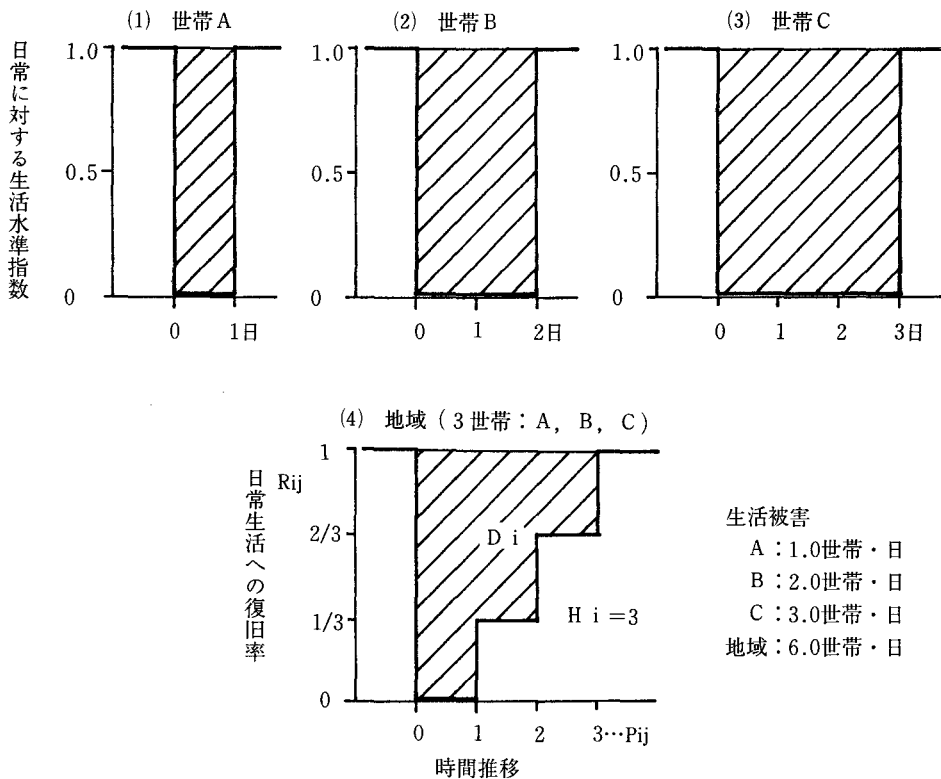 (1) 世帯A
(2) 世帯B
(3) 世帯C
日常に対する生活水準指数
1.0
0.5
0
0
1日
1.0
0.5
0
0
1
2日
1.0
0.5
0
0
1
2
3日
(4) 地域(3世帯:A, B, C)
日常生活への復旧率
Rij
1
2/3
1/3
0
Di
Hi=3
0
1
2
3…Pij
時間推移
生活被害
A:1.0世帯・日
B:2.0世帯・日
C:3.0世帯・日
地域:6.0世帯・日